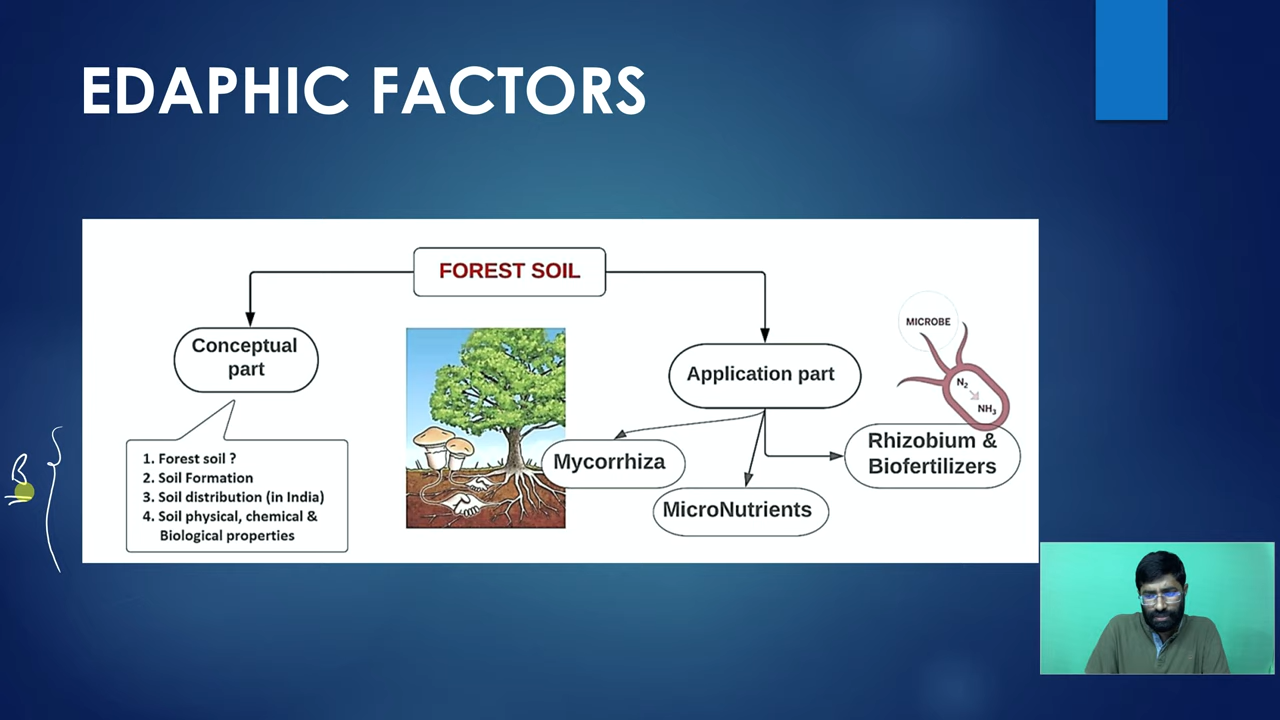 EDAPHIC FACTORS
FOREST SOIL
Conceptual
part
1. Forest soil ?
2. Soil Formation
3. Soil distribution (in India)
4. Soil physical, chemical &
Biological properties
Application part
Mycorrhiza
MicroNutrients
Rhizobium &
Biofertilizers
MICROBE
N₂
NH₃
B